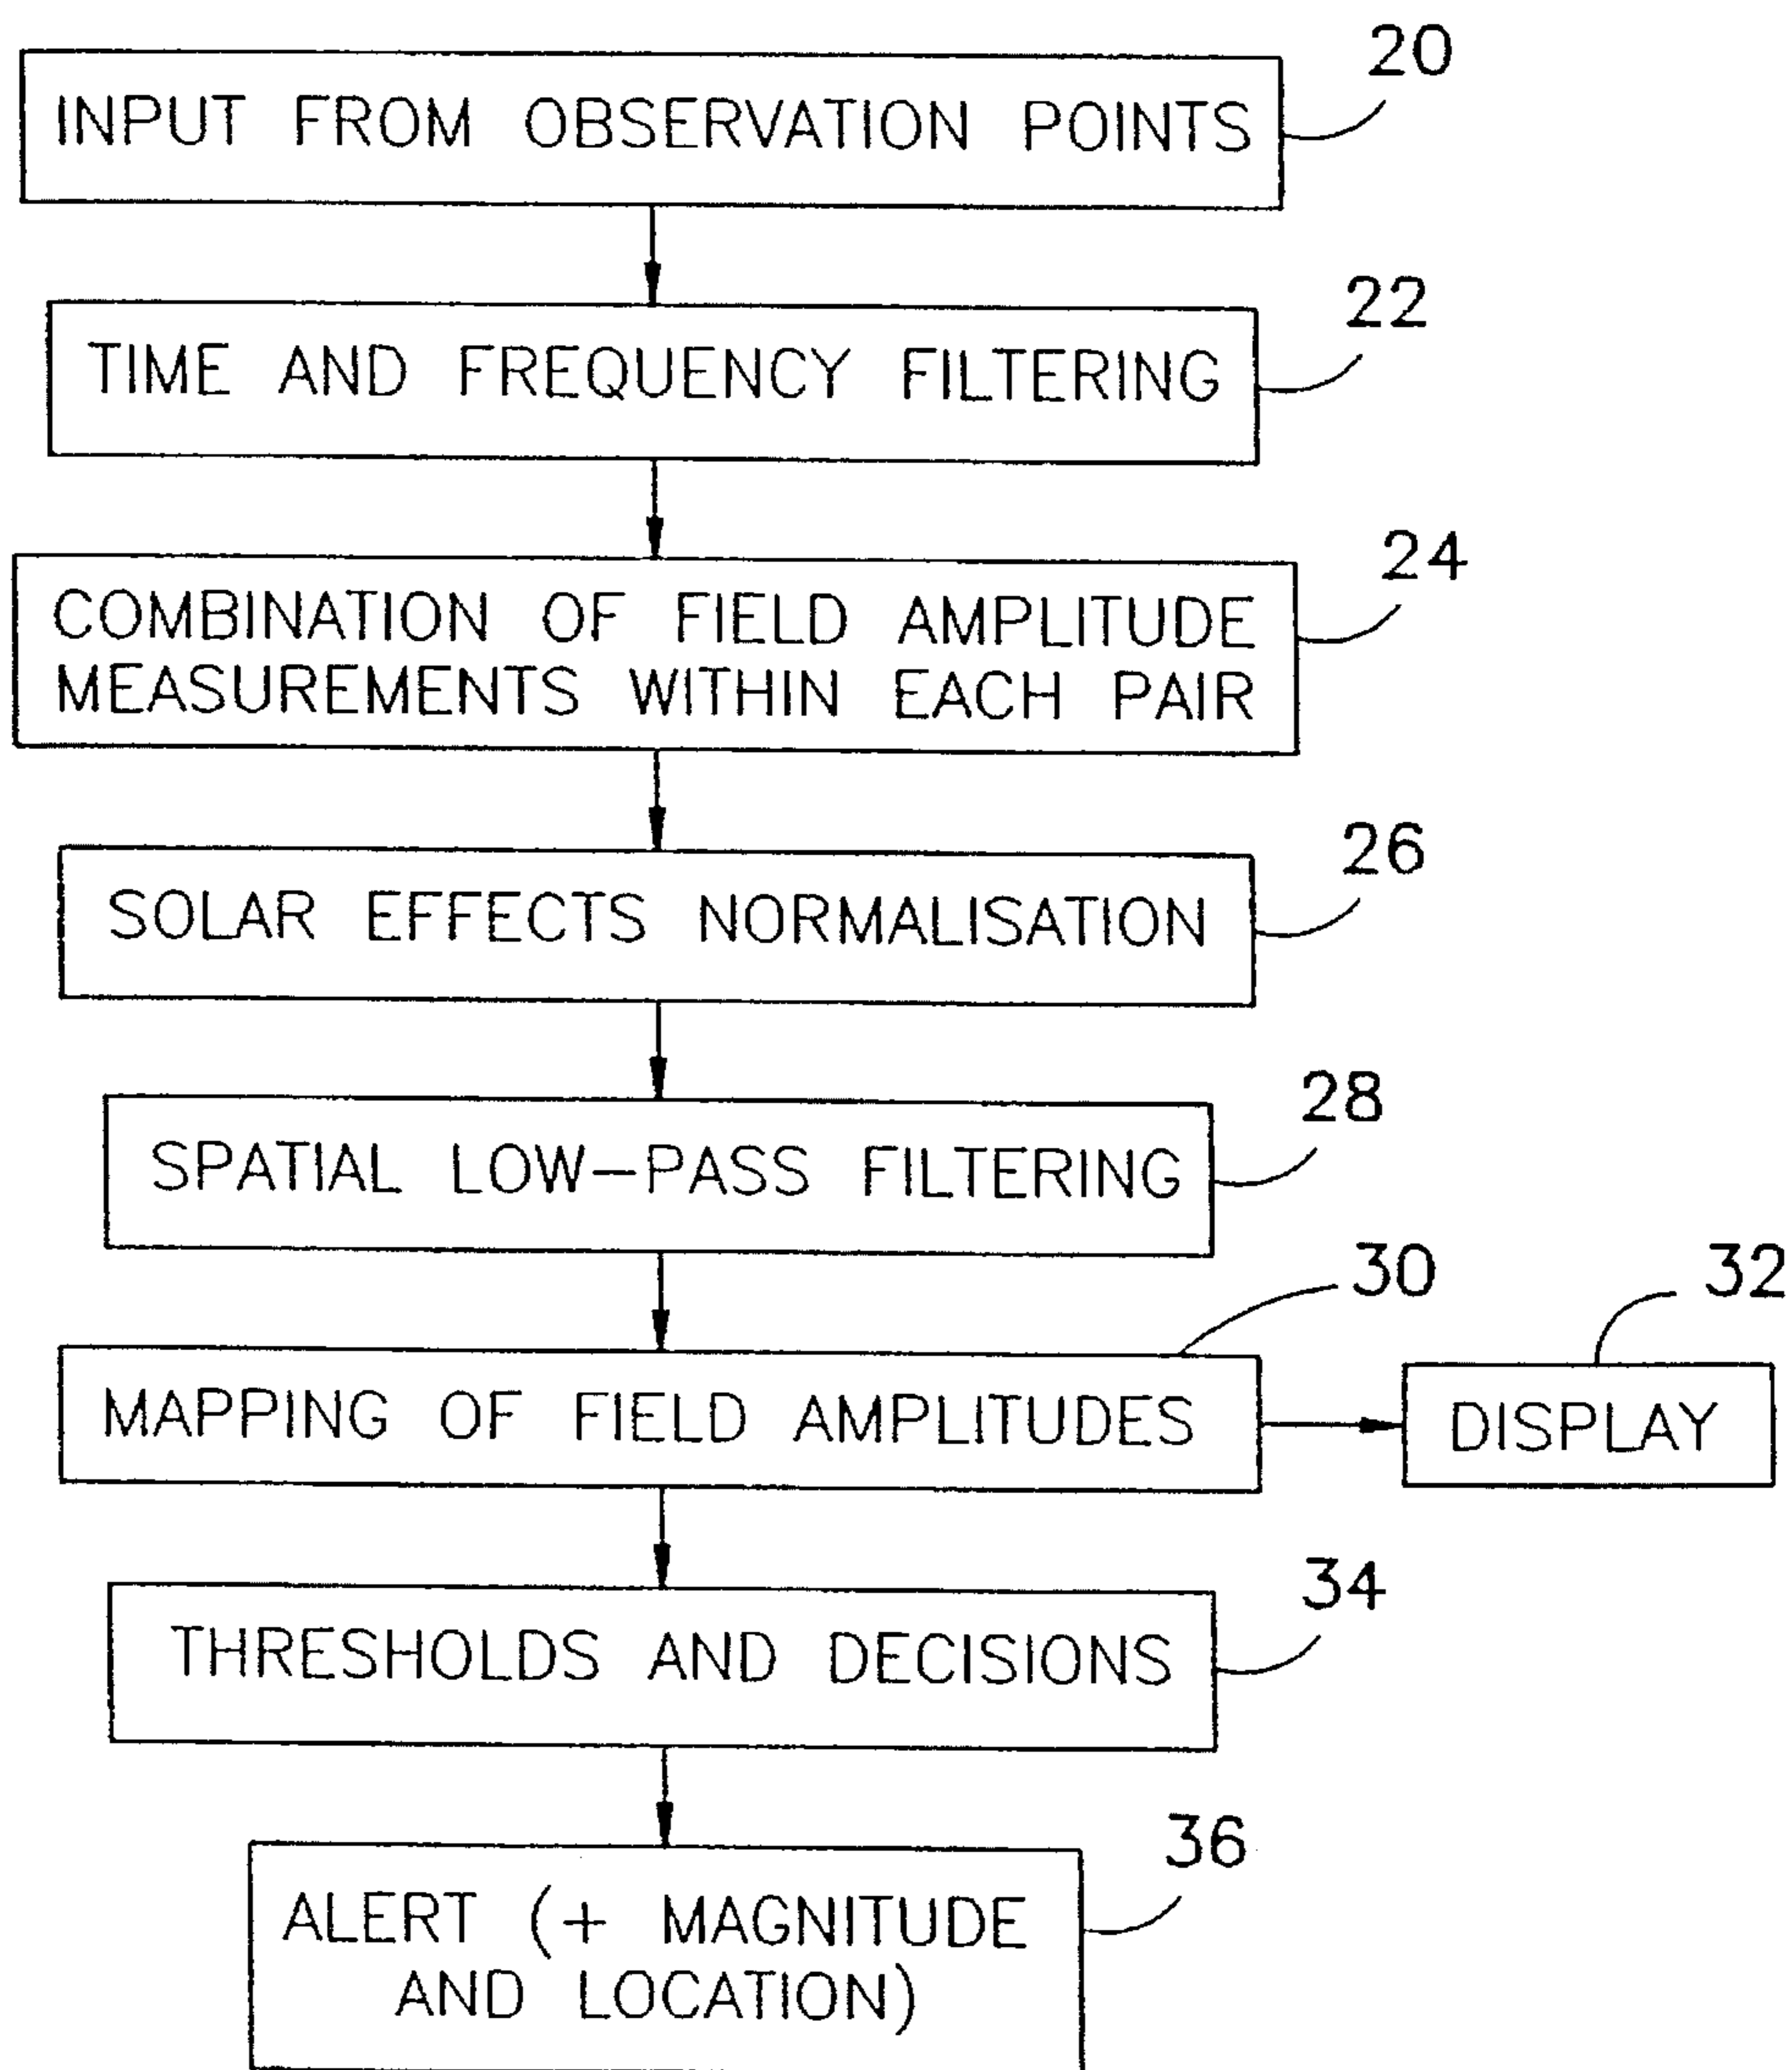 20
INPUT FROM OBSERVATION POINTS
22
TIME AND FREQUENCY FILTERING
24
COMBINATION OF FIELD AMPLITUDE
MEASUREMENTS WITHIN EACH PAIR
26
SOLAR EFFECTS NORMALISATION
28
SPATIAL LOW-PASS FILTERING
30
32
MAPPING OF FIELD AMPLITUDES
DISPLAY
34
THRESHOLDS AND DECISIONS
36
ALERT (+ MAGNITUDE
AND LOCATION)